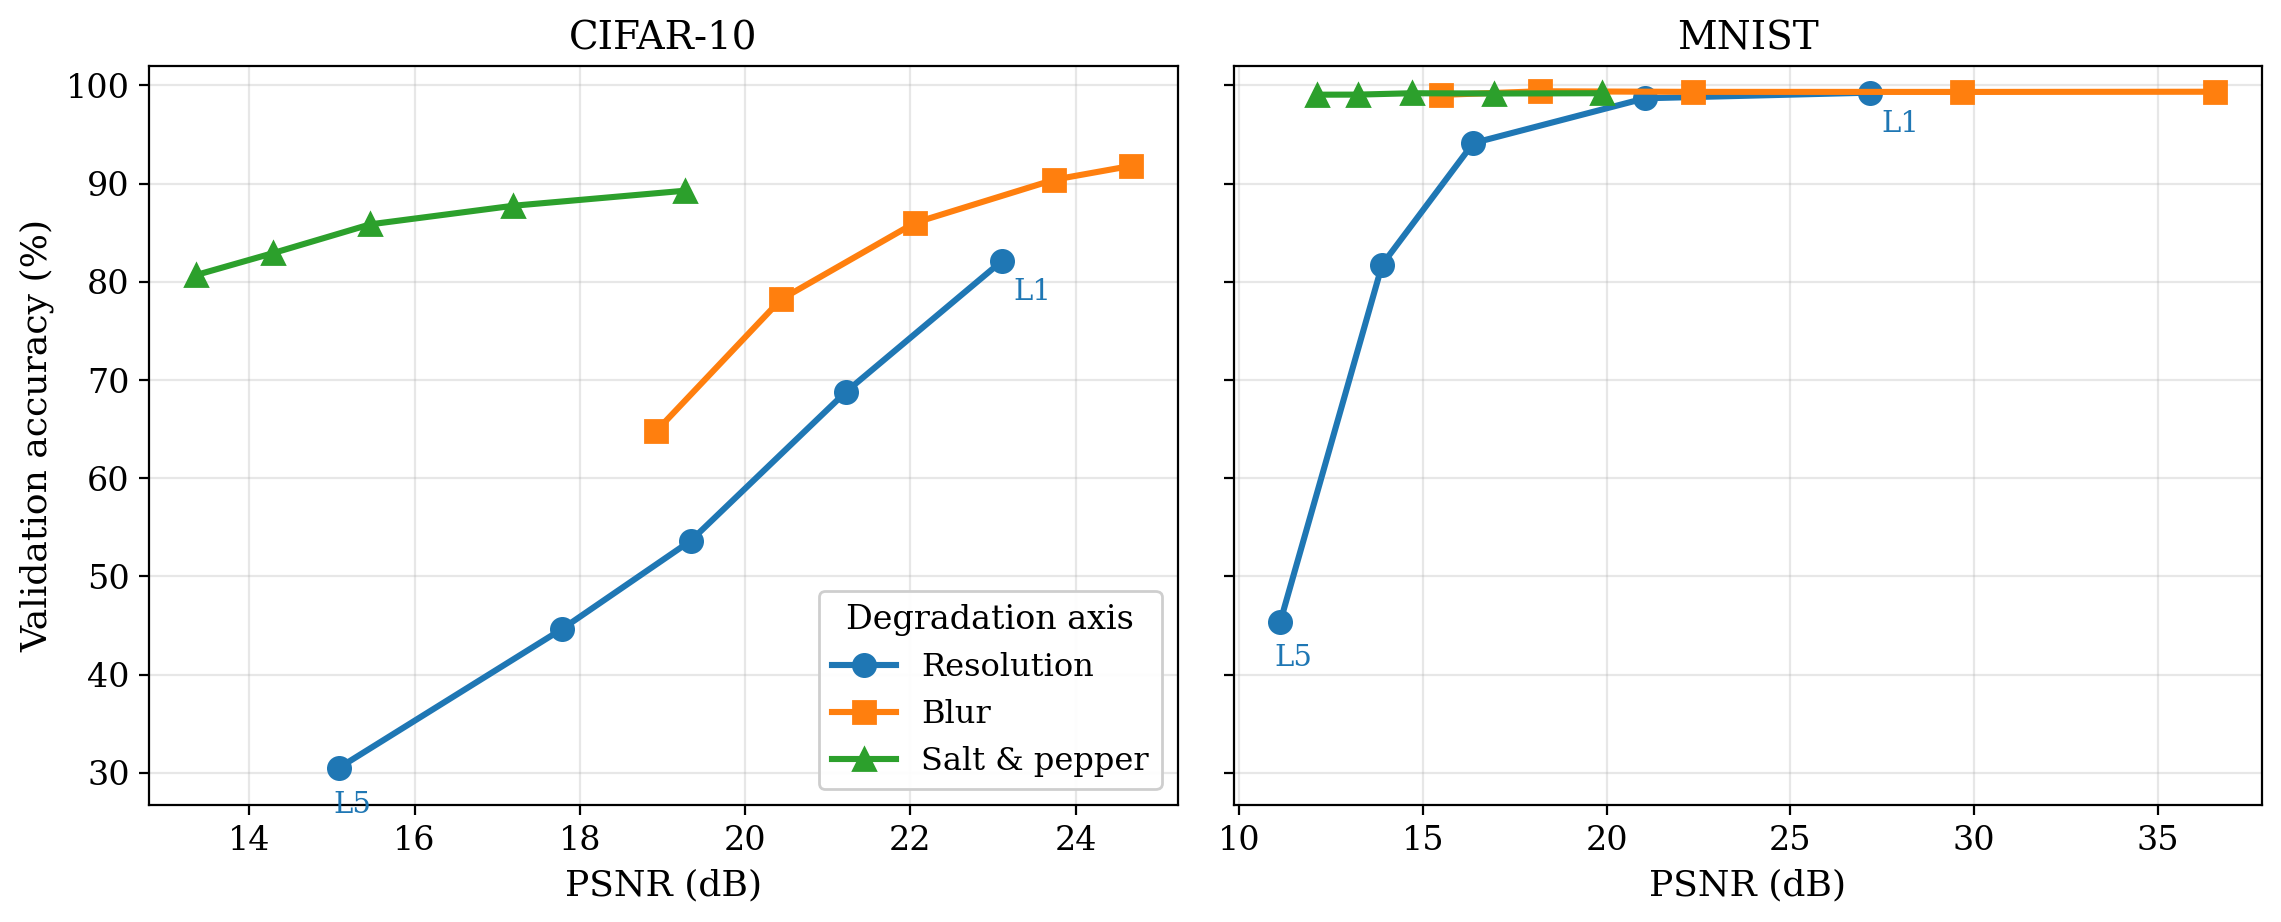 CIFAR-10
100
90
80
70
60
50
40
30
Validation accuracy (%)
L1
L5
Degradation axis
Resolution
Blur
Salt & pepper
14 16 18 20 22 24
PSNR (dB)
MNIST
L1
L5
10 15 20 25 30 35
PSNR (dB)